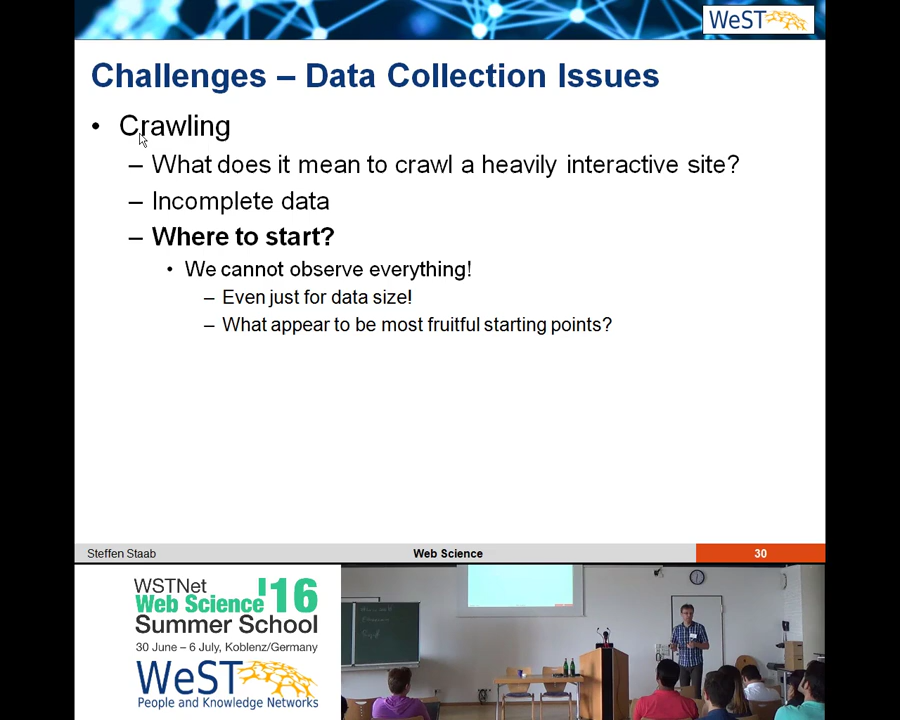 WeST
Challenges – Data Collection Issues
• Crawling
– What does it mean to crawl a heavily interactive site?
– Incomplete data
– Where to start?
• We cannot observe everything!
– Even just for data size!
– What appear to be most fruitful starting points?
Steffen Staab
Web Science
30
WSTNet
Web Science '16
Summer School
30 June – 6 July, Koblenz/Germany
WeST
People and Knowledge Networks